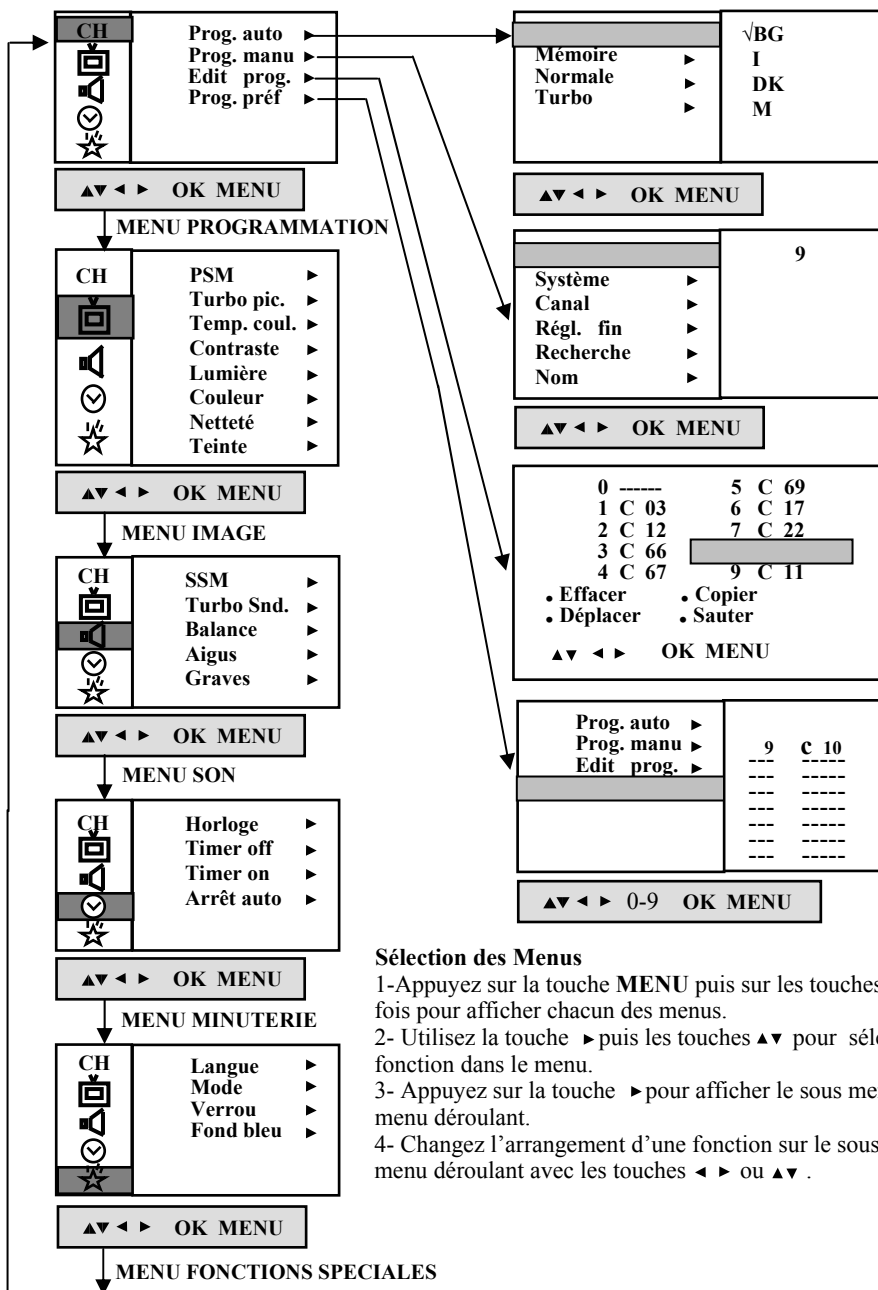 CH
Prog. auto ►
Prog. manu ►
Edit prog. ►
Prog. préf ►
▲▼ ◄ ► OK MENU
MENU PROGRAMMATION
CH
PSM ►
Turbo pic. ►
Temp. coul. ►
Contraste ►
Lumière ►
Couleur ►
Netteté ►
Teinte ►
▲▼ ◄ ► OK MENU
MENU IMAGE
CH
SSM ►
Turbo Snd. ►
Balance ►
Aigus ►
Graves ►
▲▼ ◄ ► OK MENU
MENU SON
CH
Horloge ►
Timer off ►
Timer on ►
Arrêt auto ►
▲▼ ◄ ► OK MENU
MENU MINUTERIE
CH
Langue ►
Mode ►
Verrou ►
Fond bleu ►
▲▼ ◄ ► OK MENU
MENU FONCTIONS SPECIALES
Mémoire ►
Normale ►
Turbo ►
√BG
I
DK
M
▲▼ ◄ ► OK MENU
9
Système ►
Canal ►
Régl. fin ►
Recherche ►
Nom ►
▲▼ ◄ ► OK MENU
0 ------ 5 C 69
1 C 03 6 C 17
2 C 12 7 C 22
3 C 66
4 C 67 9 C 11
• Effacer • Copier
• Déplacer • Sauter
▲▼ ◄ ► OK MENU
Prog. auto ►
Prog. manu ►
Edit prog. ►
9 c 10
--- -----
--- -----
--- -----
--- -----
--- -----
--- -----
--- -----
▲▼ ◄ ► 0-9 OK MENU
Sélection des Menus
1-Appuyez sur la touche MENU puis sur les touches
fois pour afficher chacun des menus.
2- Utilisez la touche ► puis les touches ▲▼ pour
fonction dans le menu.
3- Appuyez sur la touche ► pour afficher le sous
menu déroulant.
4- Changez l’arrangement d’une fonction sur le sous
menu déroulant avec les touches ◄ ► ou ▲▼ .